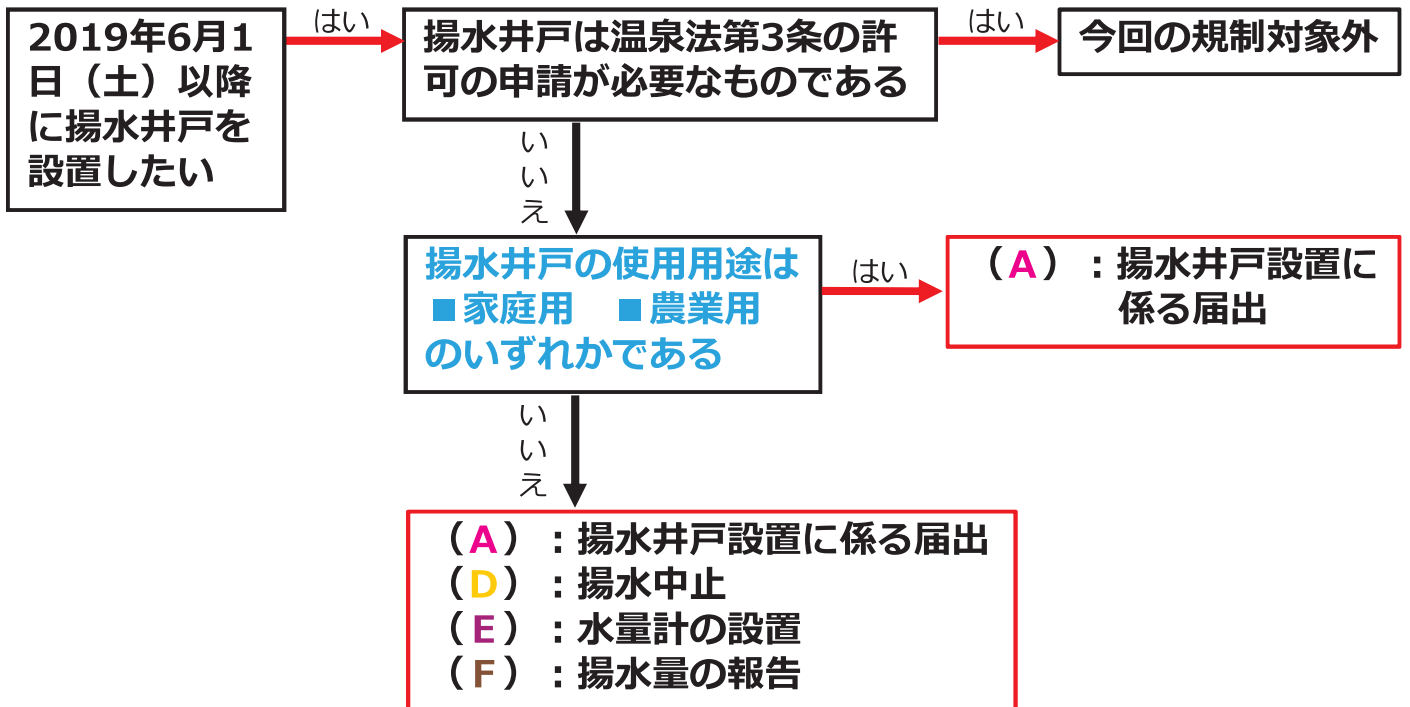 2019年6月1
日（土）以降
に揚水井戸を
設置したい
はい
揚水井戸は温泉法第3条の許
可の申請が必要なものである
はい
今回の規制対象外
いいえ
揚水井戸の使用用途は
■家庭用 ■農業用
のいずれかである
はい
（A）：揚水井戸設置に
係る届出
いいえ
（A）：揚水井戸設置に係る届出
（D）：揚水中止
（E）：水量計の設置
（F）：揚水量の報告